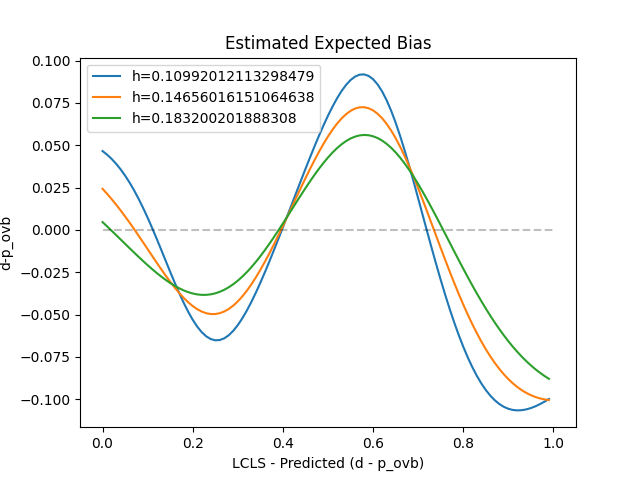 Estimated Expected Bias
h=0.10992012113298479
h=0.14656016151064638
h=0.183200201888308
d-p_ovb
0.100
0.075
0.050
0.025
0.000
−0.025
−0.050
−0.075
−0.100
0.0 0.2 0.4 0.6 0.8 1.0
LCLS - Predicted (d - p_ovb)